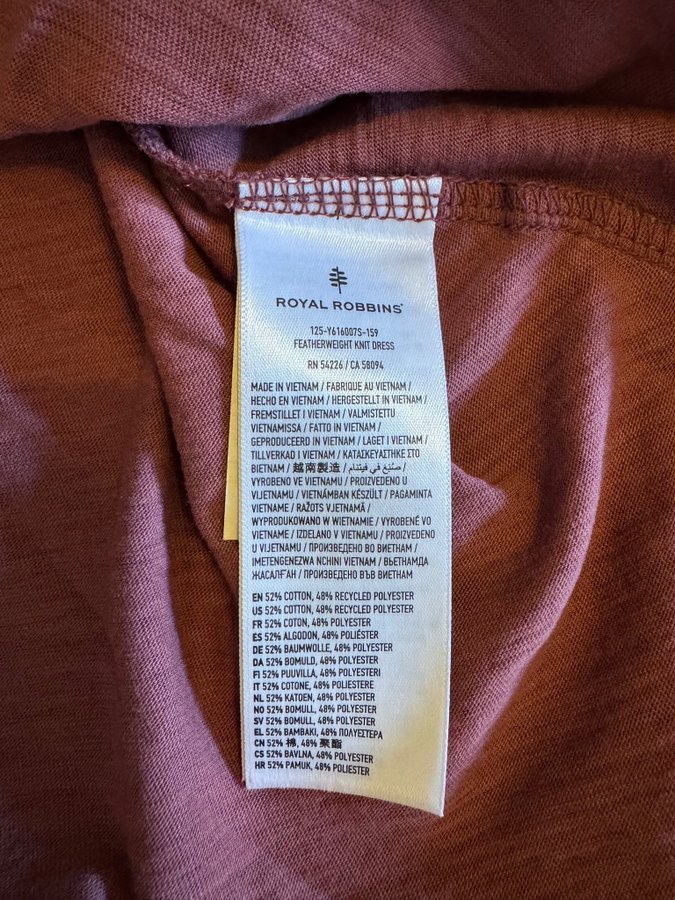 ROYAL ROBBINS®
125-Y616007S-159
FEATHERWEIGHT KNIT DRESS
RN 54226 / CA 58094
MADE IN VIETNAM / FABRIQUE AU VIETNAM /
HECHO EN VIETNAM / HERGESTELLT IN VIETNAM /
FREMSTILLET I VIETNAM / VALMISTETTU
VIETNAMISSA / FATTO IN VIETNAM /
GEPRODUCEERD IN VIETNAM / LAGET I VIETNAM /
TILLVERKAD I VIETNAM / ΚΑΤΑΣΚΕΥΑΣΤΗΚΕ ΣΤΟ
ΒΙΕΤΝΑΜ / 越南製造 / صُنِعَ في فيتنام /
VYROBENO VE VIETNAMU / PROIZVEDENO U
VIJETNAMU / VIETNÁMBAN KÉSZÜLT / PAGAMINTA
VIETNAME / RAŽOTS VJETNAMĀ /
WYPRODUKOWANO W WIETNAMIE / VYROBENÉ VO
VIETNAME / IZDELANO V VIETNAMU / PROIZVEDENO
U VIJETNAMU / ПРОИЗВЕДЕНО ВО ВИЕТНАМ /
IMETENGENEZWA NCHINI VIETNAM / ВЬЕТНАМДА
ЖАСАЛҒАН / ПРОИЗВЕДЕНО ВЪВ ВИЕТНАМ
EN 52% COTTON, 48% RECYCLED POLYESTER
US 52% COTTON, 48% RECYCLED POLYESTER
FR 52% COTON, 48% POLYESTER
ES 52% ALGODON, 48% POLIÉSTER
DE 52% BAUMWOLLE, 48% POLYESTER
DA 52% BOMULD, 48% POLYESTER
FI 52% PUUVILLA, 48% POLYESTERI
IT 52% COTONE, 48% POLIESTERE
NL 52% KATOEN, 48% POLYESTER
NO 52% BOMULL, 48% POLYESTER
SV 52% BOMULL, 48% POLYESTER
EL 52% ΒΑΜΒΑΚΙ, 48% ΠΟΛΥΕΣΤΕΡΑ
CN 52% 棉, 48% 聚酯
CS 52% BAVLNA, 48% POLYESTER
HR 52% PAMUK, 48% POLYESTER